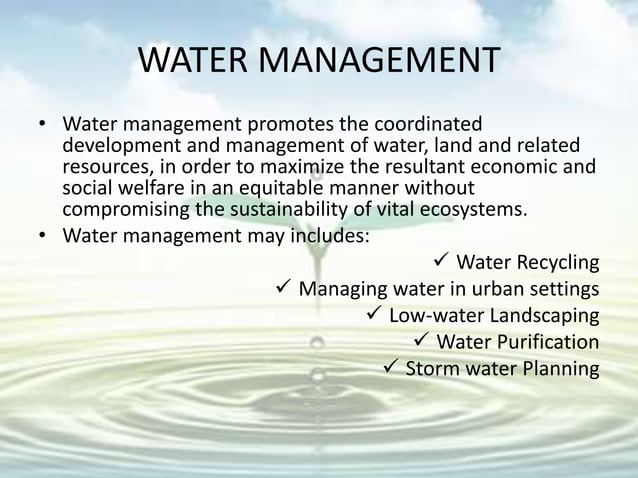 WATER MANAGEMENT
• Water management promotes the coordinated
development and management of water, land and related
resources, in order to maximize the resultant economic and
social welfare in an equitable manner without
compromising the sustainability of vital ecosystems.
• Water management may includes:
✓ Water Recycling
✓ Managing water in urban settings
✓ Low-water Landscaping
✓ Water Purification
✓ Storm water Planning